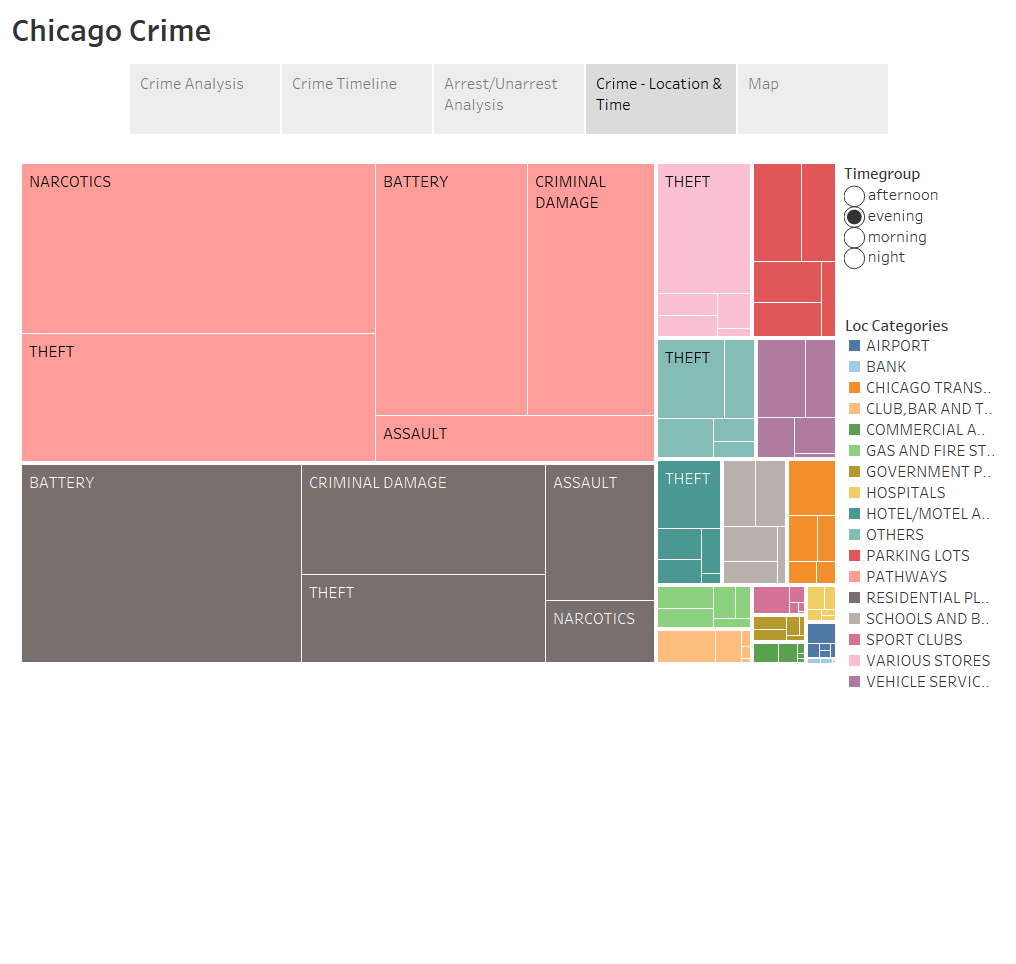 Chicago Crime
Crime Analysis
Crime Timeline
Arrest/Unarrest
Analysis
Crime - Location &
Time
Map
NARCOTICS
BATTERY
CRIMINAL
DAMAGE
THEFT
ASSAULT
BATTERY
CRIMINAL DAMAGE
ASSAULT
THEFT
NARCOTICS
THEFT
THEFT
THEFT
Timegroup
afternoon
evening
morning
night
Loc Categories
AIRPORT
BANK
CHICAGO TRANS..
CLUB,BAR AND T..
COMMERCIAL A..
GAS AND FIRE ST..
GOVERNMENT P..
HOSPITALS
HOTEL/MOTEL A..
OTHERS
PARKING LOTS
PATHWAYS
RESIDENTIAL PL..
SCHOOLS AND B..
SPORT CLUBS
VARIOUS STORES
VEHICLE SERVIC..